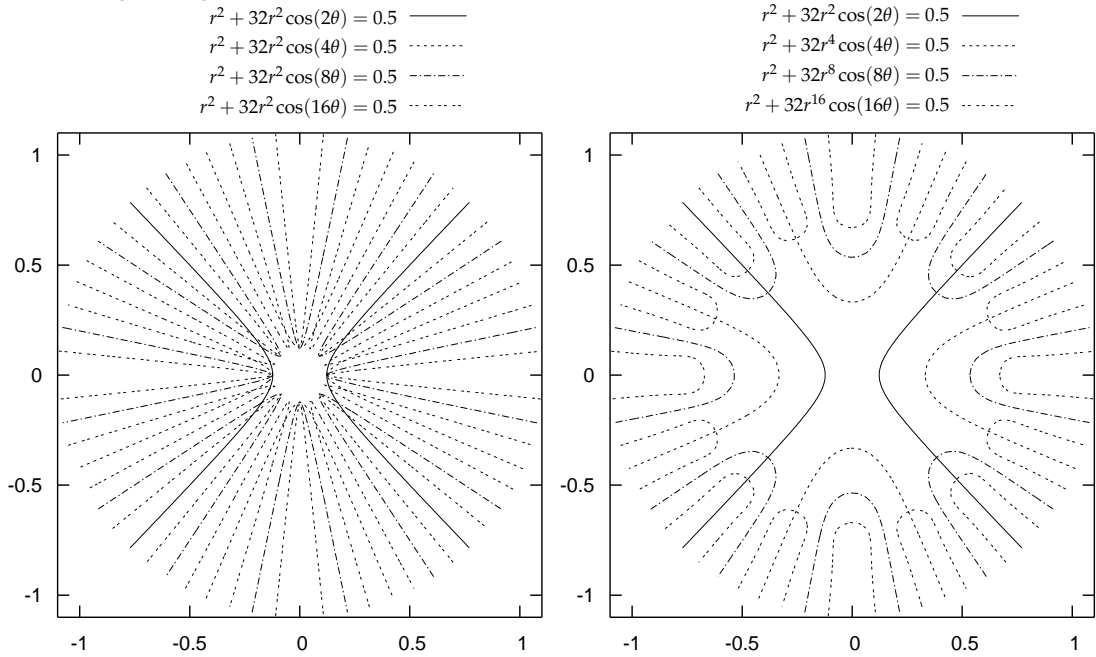 r² + 32r² cos(2θ) = 0.5
r² + 32r² cos(4θ) = 0.5
r² + 32r² cos(8θ) = 0.5
r² + 32r² cos(16θ) = 0.5
1
0.5
0
-0.5
-1
-1 -0.5 0 0.5 1
r² + 32r² cos(2θ) = 0.5
r² + 32r⁴ cos(4θ) = 0.5
r² + 32r⁸ cos(8θ) = 0.5
r² + 32r¹⁶ cos(16θ) = 0.5
1
0.5
0
-0.5
-1
-1 -0.5 0 0.5 1